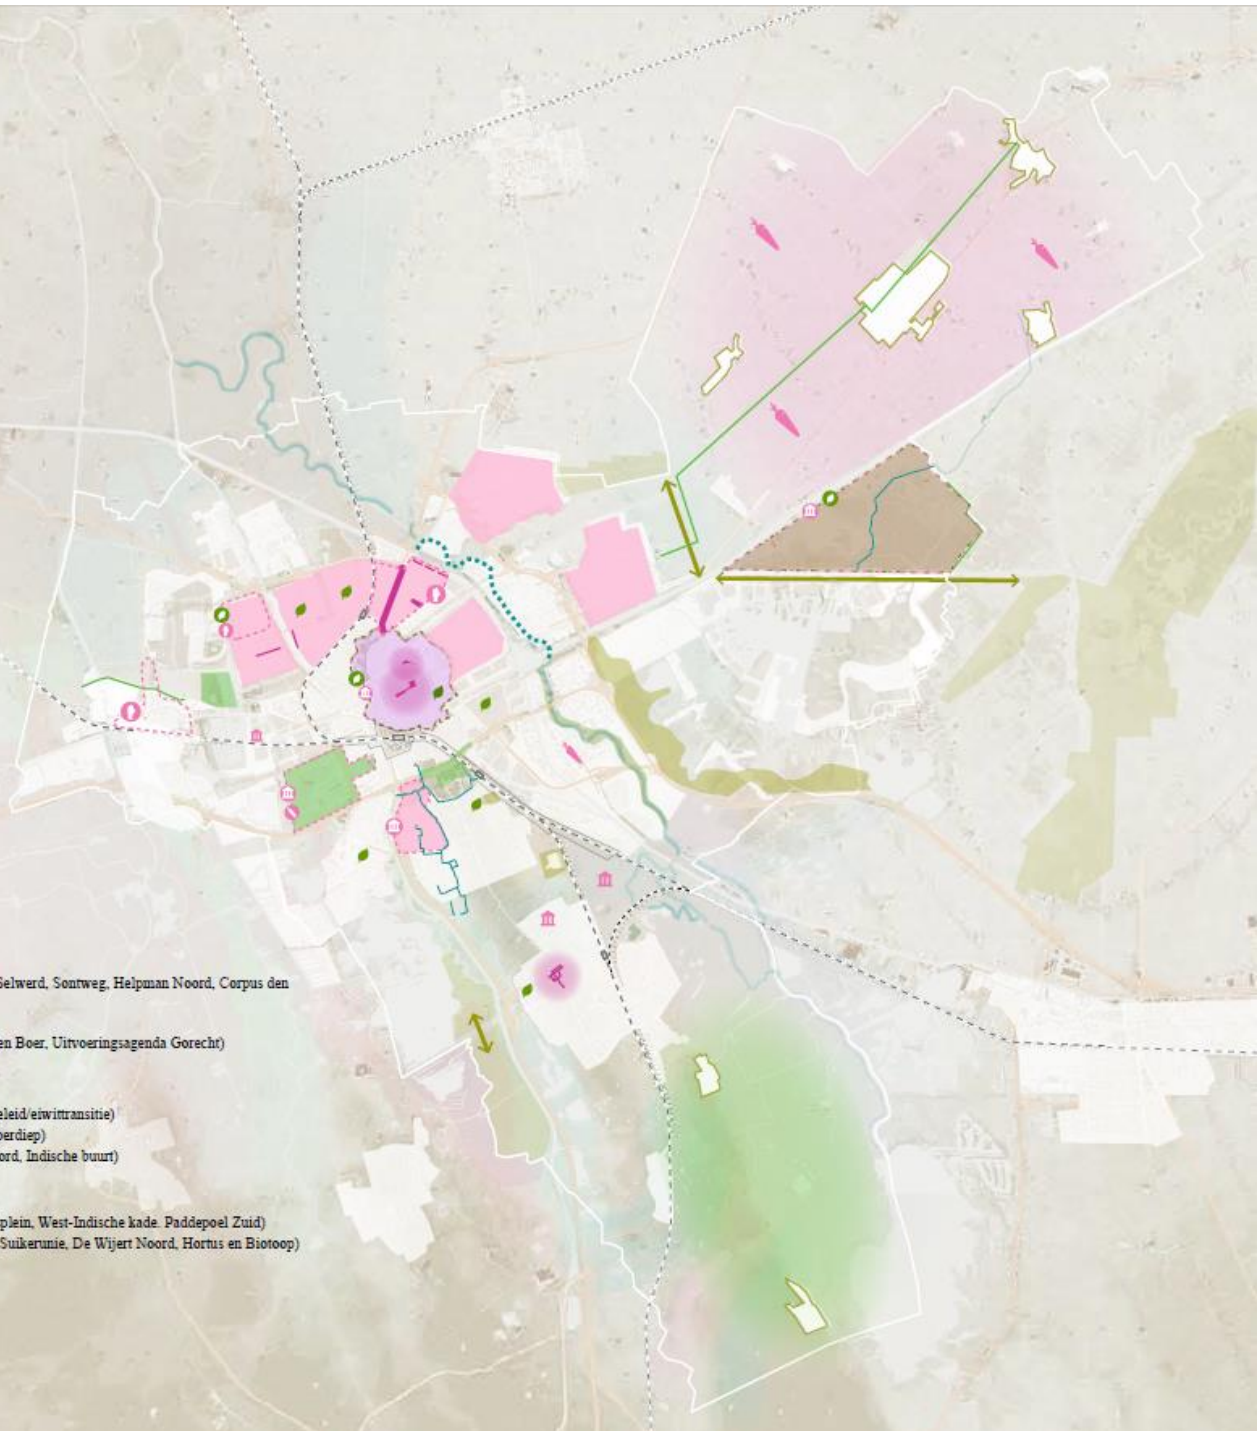 Selwerd, Sontweg, Helpman Noord, Corpus den
en Boer, Uitvoeringsagenda Gorecht)
eleid/eiwittransitie)
erdiep)
ord, Indische buurt)
plein, West-Indische kade. Paddepoel Zuid)
Suikerunie, De Wijert Noord, Hortus en Biotoop)